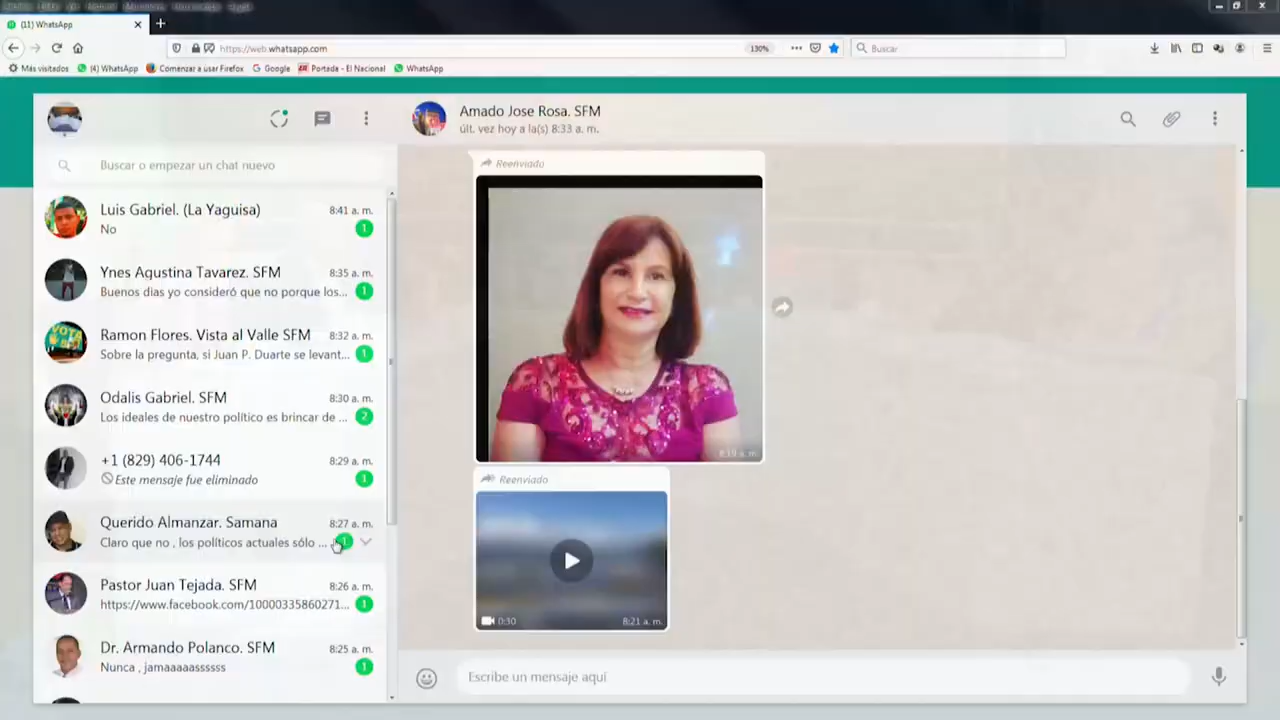 (11) WhatsApp
https://web.whatsapp.com
130%
Buscar
Más visitados
(4) WhatsApp
Comenzar a usar Firefox
Google
Portada - El Nacional
WhatsApp
Amado Jose Rosa. SFM
últ. vez hoy a la(s) 8:33 a. m.
Buscar o empezar un chat nuevo
Luis Gabriel. (La Yaguisa)
8:41 a. m.
No
1
Ynes Agustina Tavarez. SFM
8:35 a. m.
Buenos dias yo consideró que no porque los...
1
Ramon Flores. Vista al Valle SFM
8:32 a. m.
Sobre la pregunta, si Juan P. Duarte se levant...
1
Odalis Gabriel. SFM
8:30 a. m.
Los ideales de nuestro político es brincar de ...
2
+1 (829) 406-1744
8:29 a. m.
Este mensaje fue eliminado
1
Querido Almanzar. Samana
8:27 a. m.
Claro que no , los políticos actuales sólo ...
1
Pastor Juan Tejada. SFM
8:26 a. m.
https://www.facebook.com/10000335860271...
1
Dr. Armando Polanco. SFM
8:25 a. m.
Nunca , jamaaaaasssss
1
Reenviado
8:19 a. m.
Reenviado
0:30
8:21 a. m.
Escribe un mensaje aquí